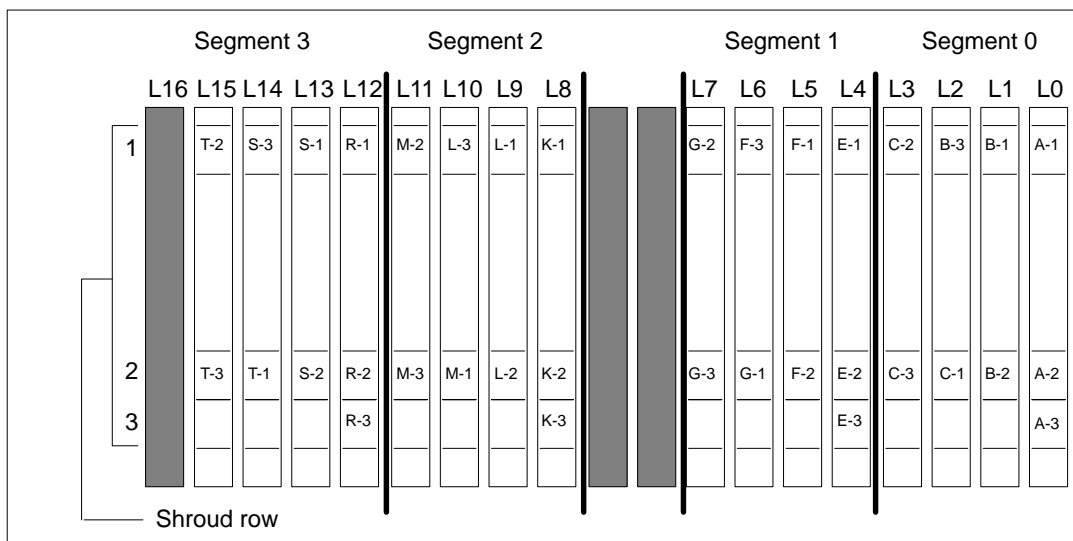 Segment 3 Segment 2 Segment 1 Segment 0
L16 L15 L14 L13 L12 L11 L10 L9 L8 L7 L6 L5 L4 L3 L2 L1 L0
1 T-2 S-3 S-1 R-1 M-2 L-3 L-1 K-1 G-2 F-3 F-1 E-1 C-2 B-3 B-1 A-1
2 T-3 T-1 S-2 R-2 M-3 M-1 L-2 K-2 G-3 G-1 F-2 E-2 C-3 C-1 B-2 A-2
3 R-3 K-3 E-3 A-3
Shroud row